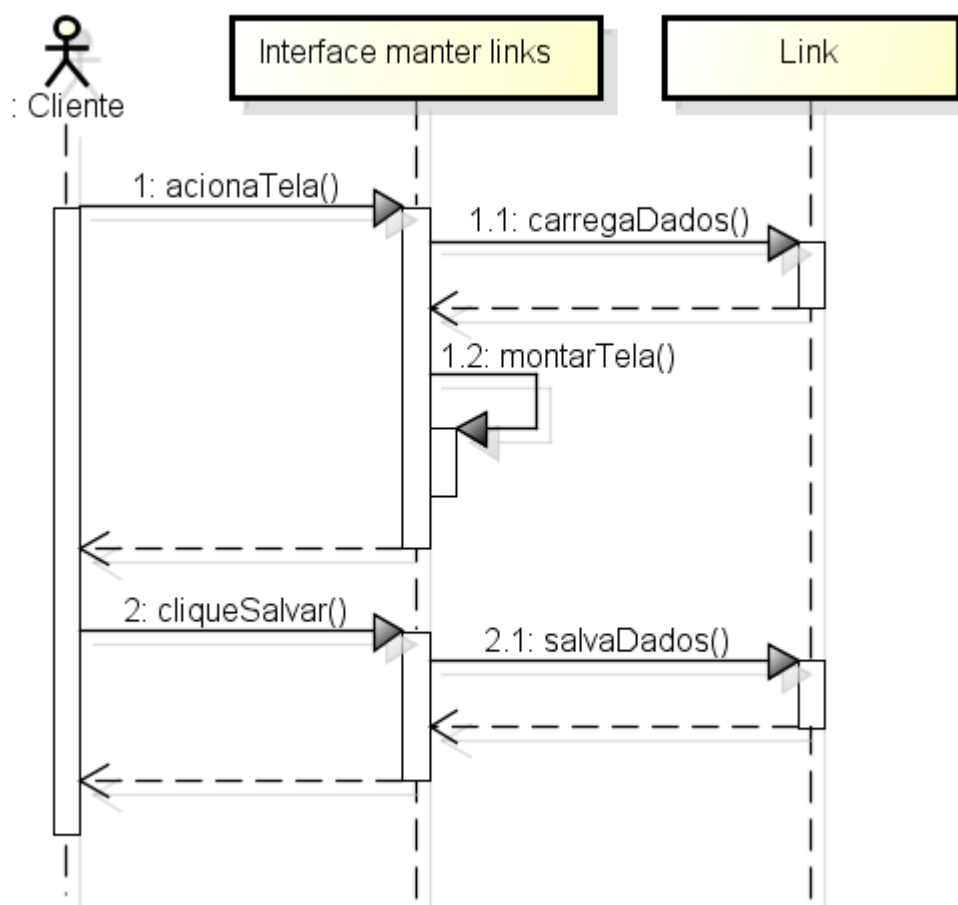 Interface manter links
Link
: Cliente
1: acionaTela()
1.1: carregaDados()
1.2: montarTela()
2: cliqueSalvar()
2.1: salvaDados()